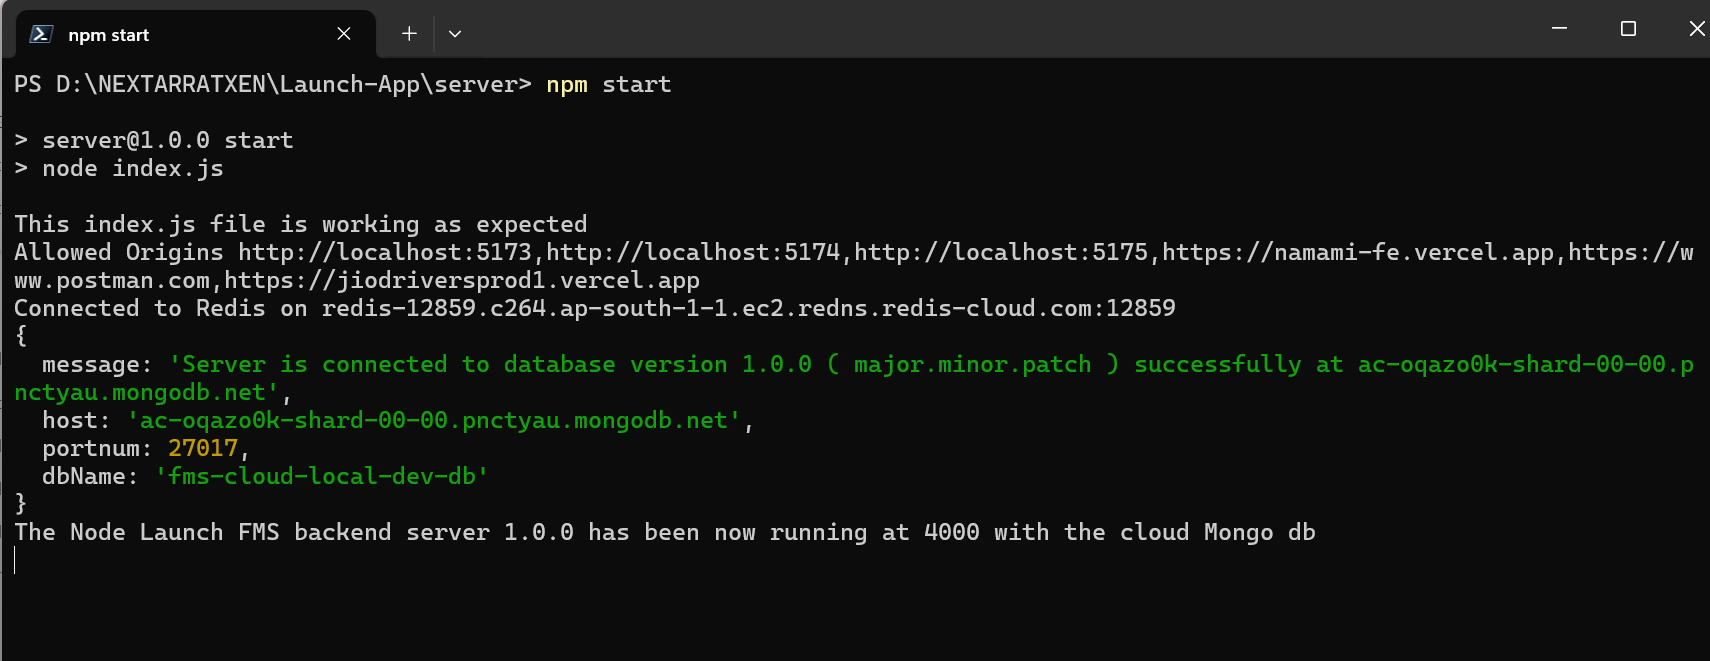 npm start
PS D:\NEXTARRATXEN\Launch-App\server> npm start
> server@1.0.0 start
> node index.js
This index.js file is working as expected
Allowed Origins http://localhost:5173,http://localhost:5174,http://localhost:5175,https://namami-fe.vercel.app,https://w
ww.postman.com,https://jiodriversprod1.vercel.app
Connected to Redis on redis-12859.c264.ap-south-1-1.ec2.redns.redis-cloud.com:12859
{
  message: 'Server is connected to database version 1.0.0 ( major.minor.patch ) successfully at ac-oqazo0k-shard-00-00.p
nctyau.mongodb.net',
  host: 'ac-oqazo0k-shard-00-00.pnctyau.mongodb.net',
  portnum: 27017,
  dbName: 'fms-cloud-local-dev-db'
}
The Node Launch FMS backend server 1.0.0 has been now running at 4000 with the cloud Mongo db